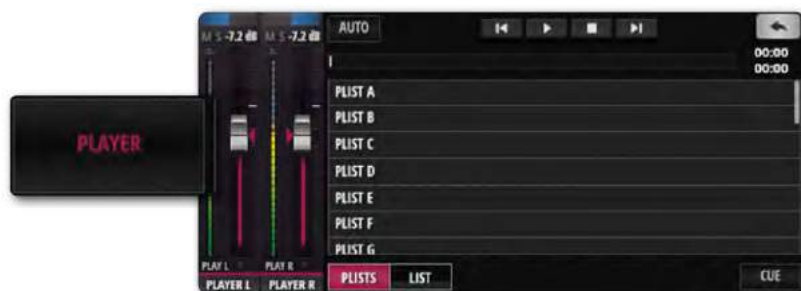 PLAYER
M S -7.2 dB
M S -7.2 dB
AUTO
00:00
00:00
PLIST A
PLIST B
PLIST C
PLIST D
PLIST E
PLIST F
PLIST G
PLAY L
PLAY R
PLAYER L
PLAYER R
PLISTS
LIST
CUE